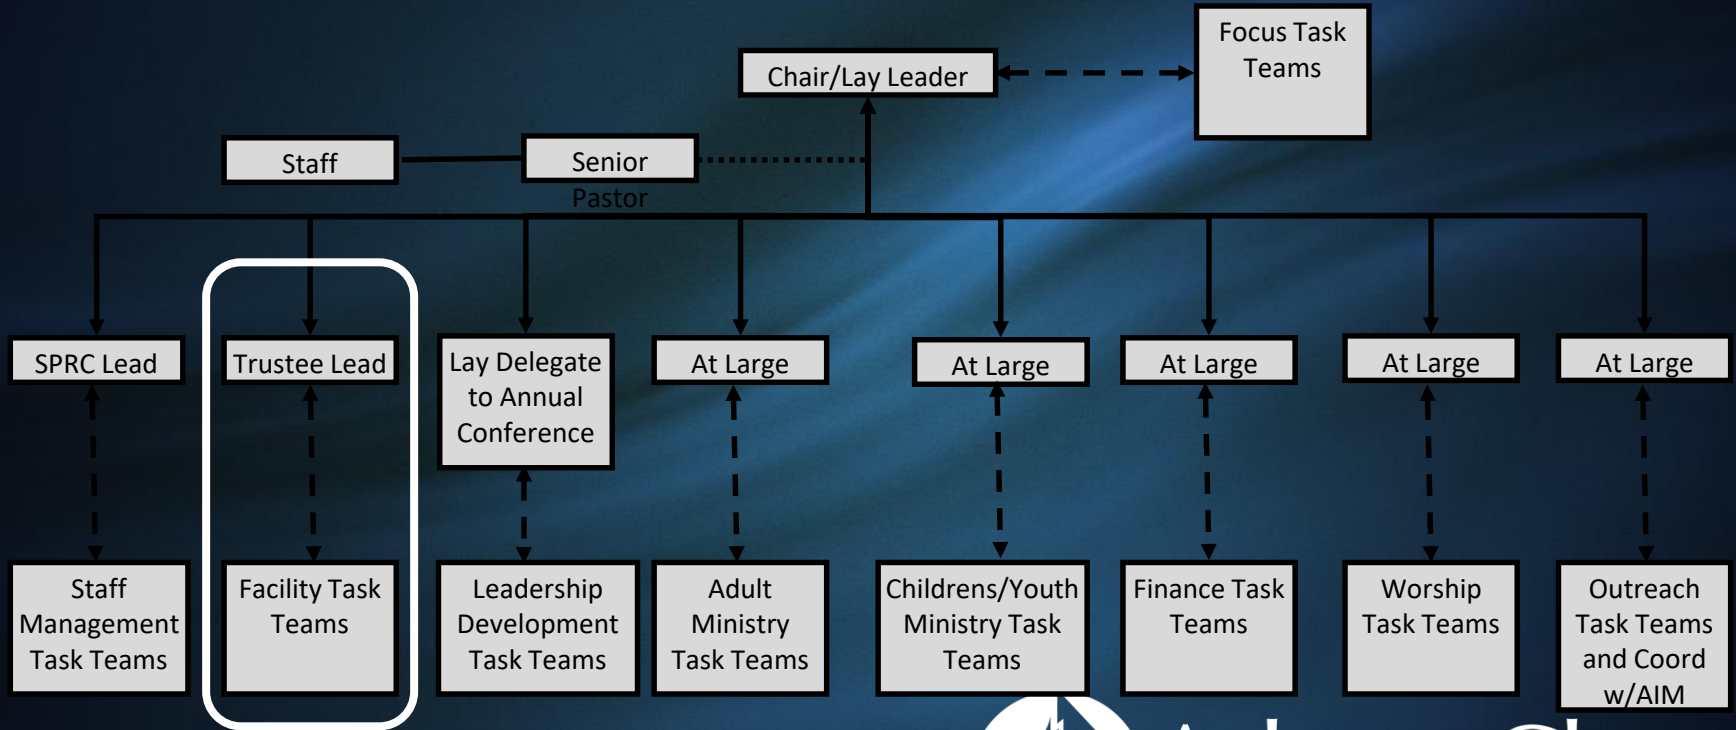 Focus Task
Teams
Chair/Lay Leader
Staff
Senior
Pastor
SPRC Lead
Trustee Lead
Lay Delegate
to Annual
Conference
At Large
At Large
At Large
At Large
At Large
Staff
Management
Task Teams
Facility Task
Teams
Leadership
Development
Task Teams
Adult
Ministry
Task Teams
Childrens/Youth
Ministry Task
Teams
Finance Task
Teams
Worship
Task Teams
Outreach
Task Teams
and Coord
w/AIM